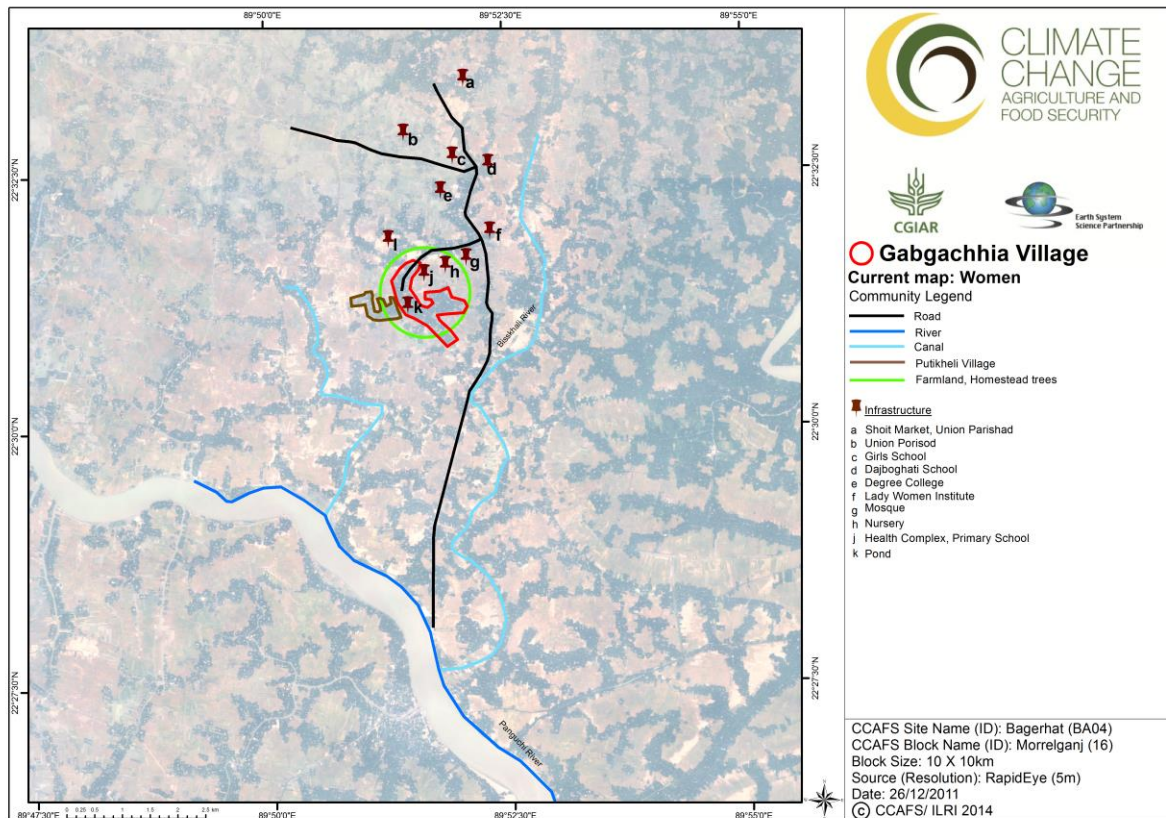 89°50'0"E
89°52'30"E
89°55'0"E
22°32'30"N
22°32'30"N
22°30'0"N
22°30'0"N
22°27'30"N
22°27'30"N
a
b
c
d
e
f
l
g
h
j
k
Bisskhali River
Panguchi River
0 0.25 0.5 1 1.5 2 2.5 km
89°47'30"E
89°50'0"E
89°52'30"E
89°55'0"E
CLIMATE
CHANGE
AGRICULTURE AND
FOOD SECURITY
CGIAR
Earth System
Science Partnership
Gabgachhia Village
Current map: Women
Community Legend
Road
River
Canal
Putikheli Village
Farmland, Homestead trees
Infrastructure
a Shoit Market, Union Parishad
b Union Porisod
c Girls School
d Dajboghati School
e Degree College
f Lady Women Institute
g Mosque
h Nursery
j Health Complex, Primary School
k Pond
CCAFS Site Name (ID): Bagerhat (BA04)
CCAFS Block Name (ID): Morrelganj (16)
Block Size: 10 X 10km
Source (Resolution): RapidEye (5m)
Date: 26/12/2011
© CCAFS/ ILRI 2014